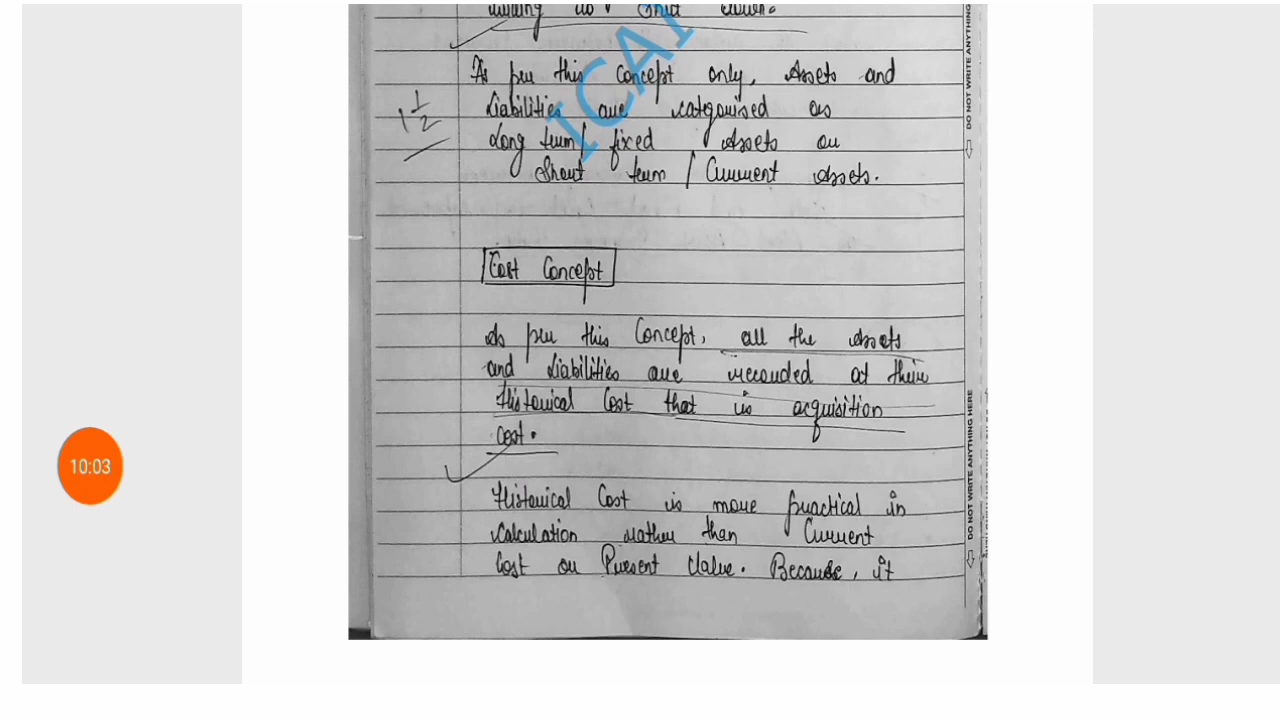 As per this concept only, Assets and
Liabilities are categorised as
1 1/2
Long term / fixed Assets or
Short term / Current Assets.
ICAI
Cost Concept
As per this Concept, all the Assets
and Liabilities are recorded at their
Historical Cost that is acquisition
cost.
Historical Cost is more practical in
Calculation rather than Current
Cost or Present Value. Because, it
10:03
DO NOT WRITE ANYTHING
DO NOT WRITE ANYTHING HERE